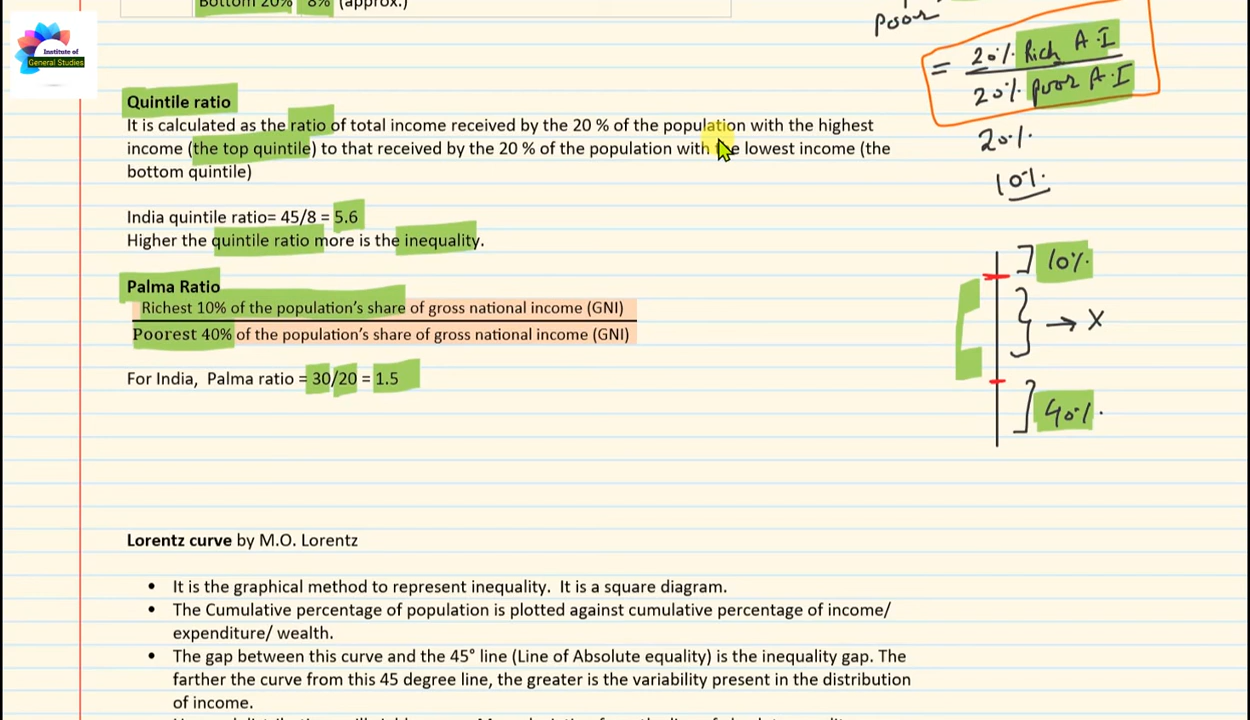 Bottom 20% 8% (approx.)
Poor
= 20% Rich A.I
20% poor A.I
Institute of
General Studies
Quintile ratio
It is calculated as the ratio of total income received by the 20 % of the population with the highest
income (the top quintile) to that received by the 20 % of the population with the lowest income (the
bottom quintile)
20%.
10%.
India quintile ratio= 45/8 = 5.6
Higher the quintile ratio more is the inequality.
Palma Ratio
Richest 10% of the population’s share of gross national income (GNI)
Poorest 40% of the population’s share of gross national income (GNI)
For India, Palma ratio = 30/20 = 1.5
10%.
→ X
40%.
Lorentz curve by M.O. Lorentz
• It is the graphical method to represent inequality. It is a square diagram.
• The Cumulative percentage of population is plotted against cumulative percentage of income/
expenditure/ wealth.
• The gap between this curve and the 45° line (Line of Absolute equality) is the inequality gap. The
farther the curve from this 45 degree line, the greater is the variability present in the distribution
of income.